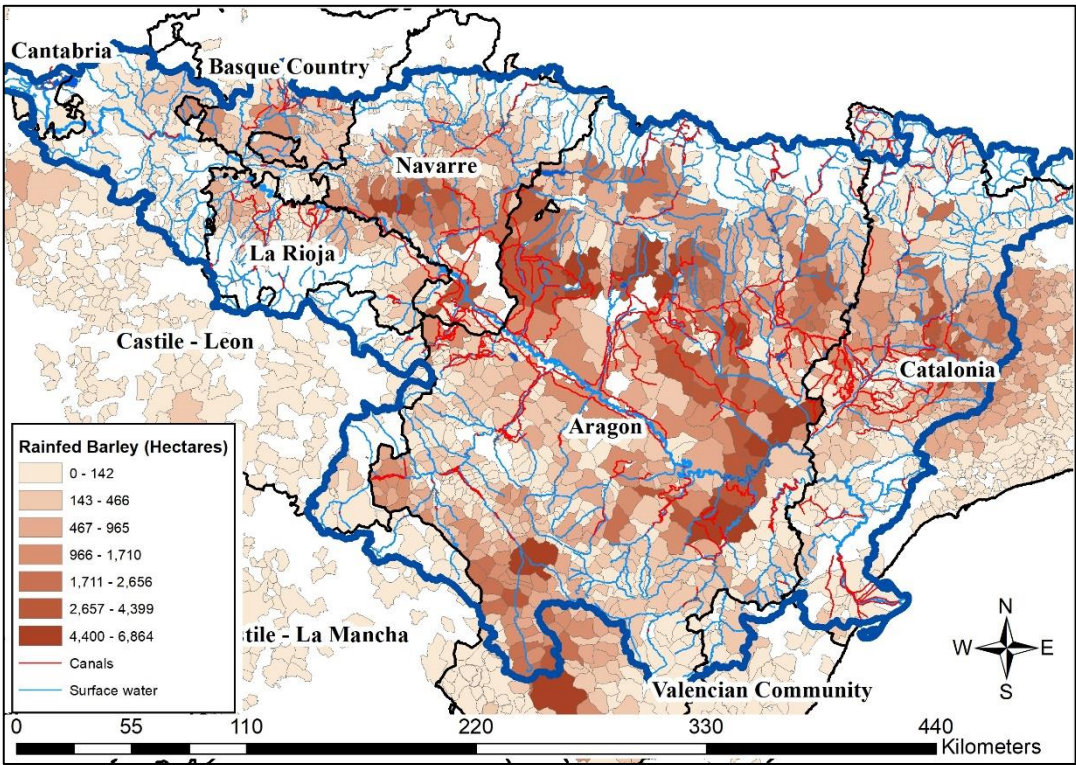 Cantabria
Basque Country
Navarre
La Rioja
Castile - Leon
Catalonia
Aragon
Rainfed Barley (Hectares)
0 - 142
143 - 466
467 - 965
966 - 1,710
1,711 - 2,656
2,657 - 4,399
4,400 - 6,864
Canals
Surface water
stile - La Mancha
Valencian Community
N
W E
S
0 55 110 220 330 440
Kilometers